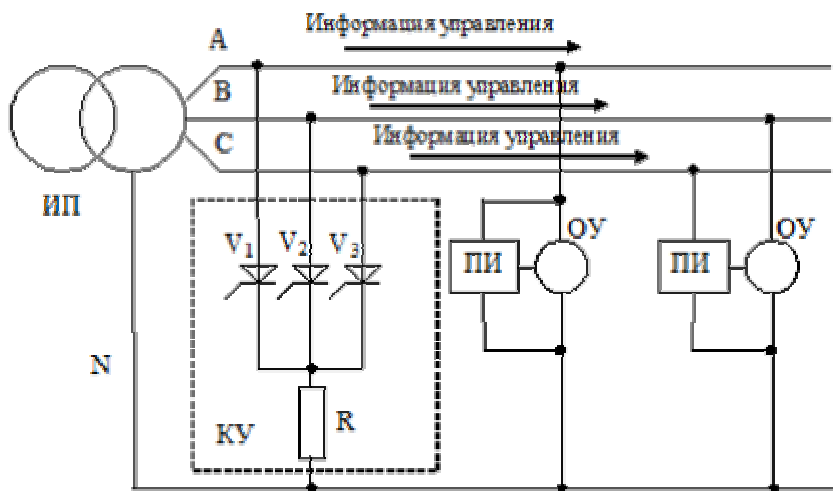 A
Информация управления
B
Информация управления
C
Информация управления
ИП
V1
V2
V3
ПИ
ОУ
ПИ
ОУ
N
КУ
R